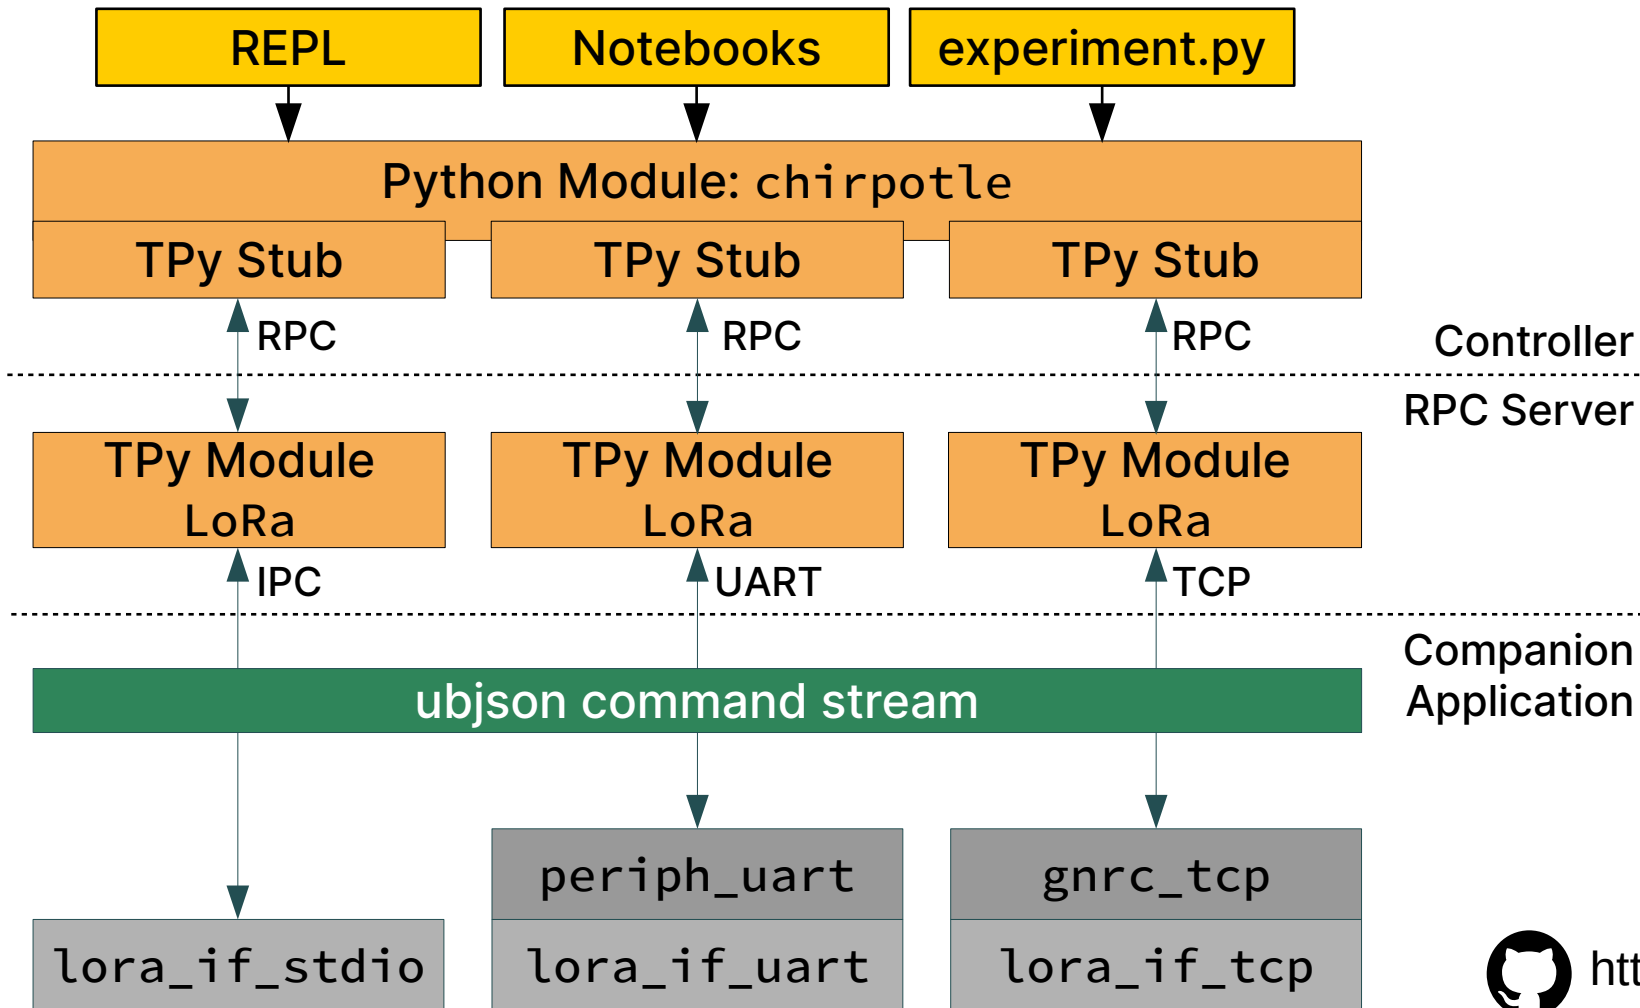 REPL
Notebooks
experiment.py
Python Module: chirpotle
TPy Stub
TPy Stub
TPy Stub
RPC
RPC
RPC
Controller
RPC Server
TPy Module
LoRa
TPy Module
LoRa
TPy Module
LoRa
IPC
UART
TCP
Companion
Application
ubjson command stream
periph_uart
gnrc_tcp
lora_if_stdio
lora_if_uart
lora_if_tcp
htt